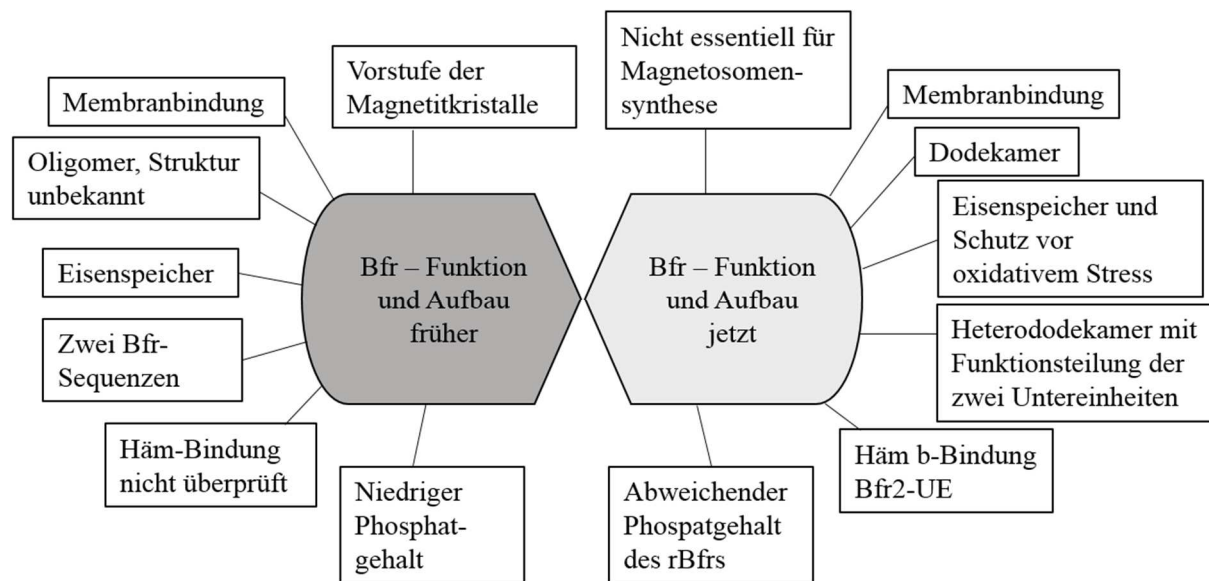 Vorstufe der
Magnetitkristalle
Membranbindung
Oligomer, Struktur
unbekannt
Eisenspeicher
Zwei Bfr-
Sequenzen
Häm-Bindung
nicht überprüft
Niedriger
Phosphat-
gehalt
Bfr – Funktion
und Aufbau
früher
Bfr – Funktion
und Aufbau
jetzt
Nicht essentiell für
Magnetosomen-
synthese
Membranbindung
Dodekamer
Eisenspeicher und
Schutz vor
oxidativem Stress
Heterododekamer mit
Funktionsteilung der
zwei Untereinheiten
Häm b-Bindung
Bfr2-UE
Abweichender
Phospatgehalt
des rBfrs